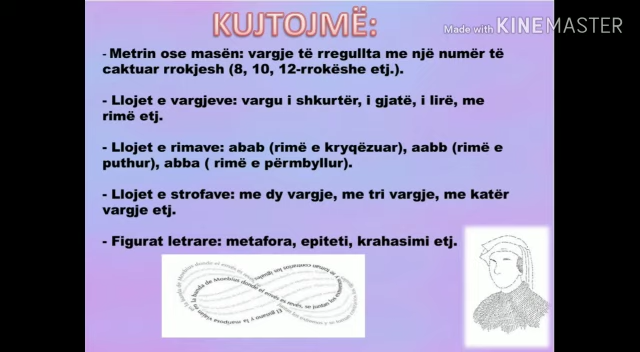 KUJTOJMË:
Made with KINEMASTER
- Metrin ose masën: vargje të rregullta me një numër të
caktuar rrokjesh (8, 10, 12-rrokëshe etj.).
- Llojet e vargjeve: vargu i shkurtër, i gjatë, i lirë, me
rimë etj.
- Llojet e rimave: abab (rimë e kryqëzuar), aabb (rimë e
puthur), abba ( rimë e përmbyllur).
- Llojet e strofave: me dy vargje, me tri vargje, me katër
vargje etj.
- Figurat letrare: metafora, epiteti, krahasimi etj.